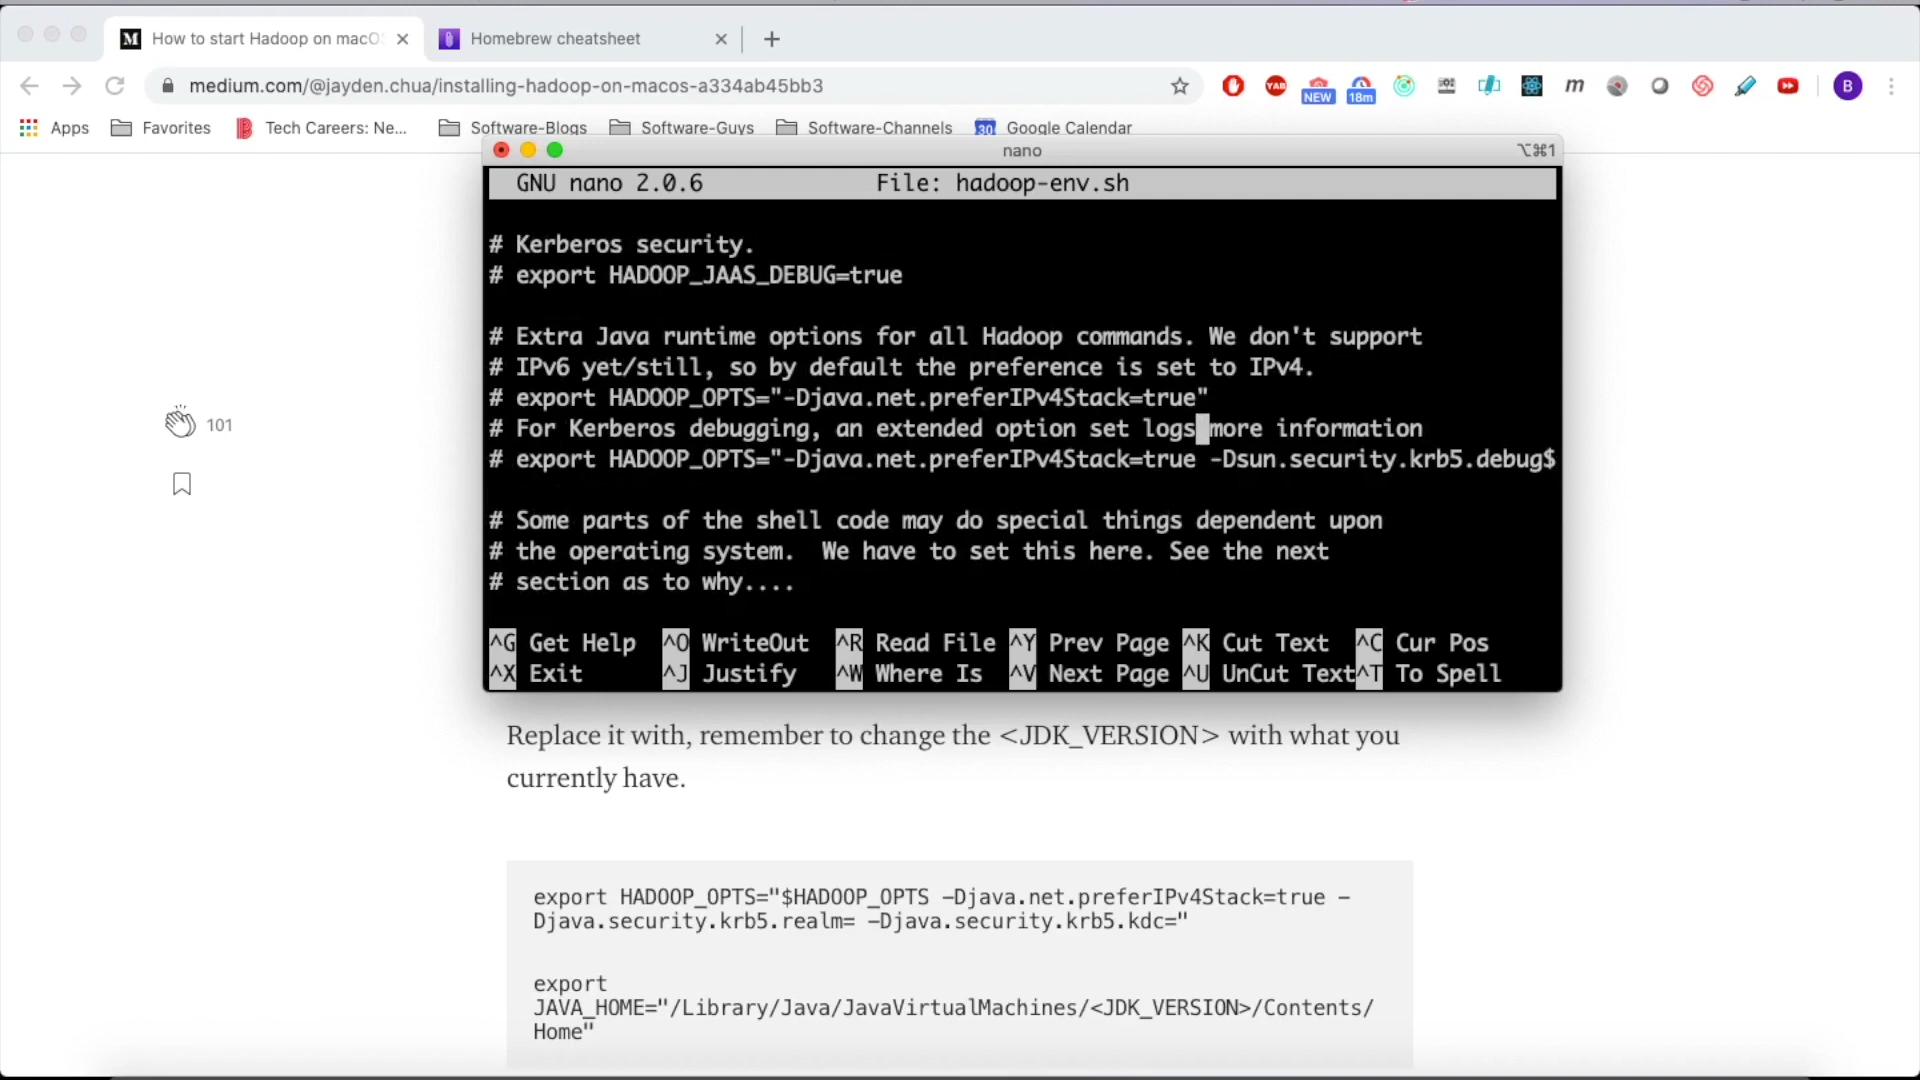 How to start Hadoop on macO
Homebrew cheatsheet
medium.com/@jayden.chua/installing-hadoop-on-macos-a334ab45bb3
YAB
NEW
18m
m
B
Apps
Favorites
Tech Careers: Ne...
Software-Blogs
Software-Guys
Software-Channels
30
Google Calendar
nano
⌥⌘1
GNU nano 2.0.6 File: hadoop-env.sh
# Kerberos security.
# export HADOOP_JAAS_DEBUG=true
# Extra Java runtime options for all Hadoop commands. We don't support
# IPv6 yet/still, so by default the preference is set to IPv4.
# export HADOOP_OPTS="-Djava.net.preferIPv4Stack=true"
# For Kerberos debugging, an extended option set logs more information
# export HADOOP_OPTS="-Djava.net.preferIPv4Stack=true -Dsun.security.krb5.debug$
# Some parts of the shell code may do special things dependent upon
# the operating system.  We have to set this here. See the next
# section as to why....
^G Get Help ^O WriteOut ^R Read File ^Y Prev Page ^K Cut Text ^C Cur Pos
^X Exit ^J Justify ^W Where Is ^V Next Page ^U UnCut Text ^T To Spell
101
Replace it with, remember to change the <JDK_VERSION> with what you
currently have.
export HADOOP_OPTS="$HADOOP_OPTS -Djava.net.preferIPv4Stack=true -
Djava.security.krb5.realm= -Djava.security.krb5.kdc="
export
JAVA_HOME="/Library/Java/JavaVirtualMachines/<JDK_VERSION>/Contents/
Home"